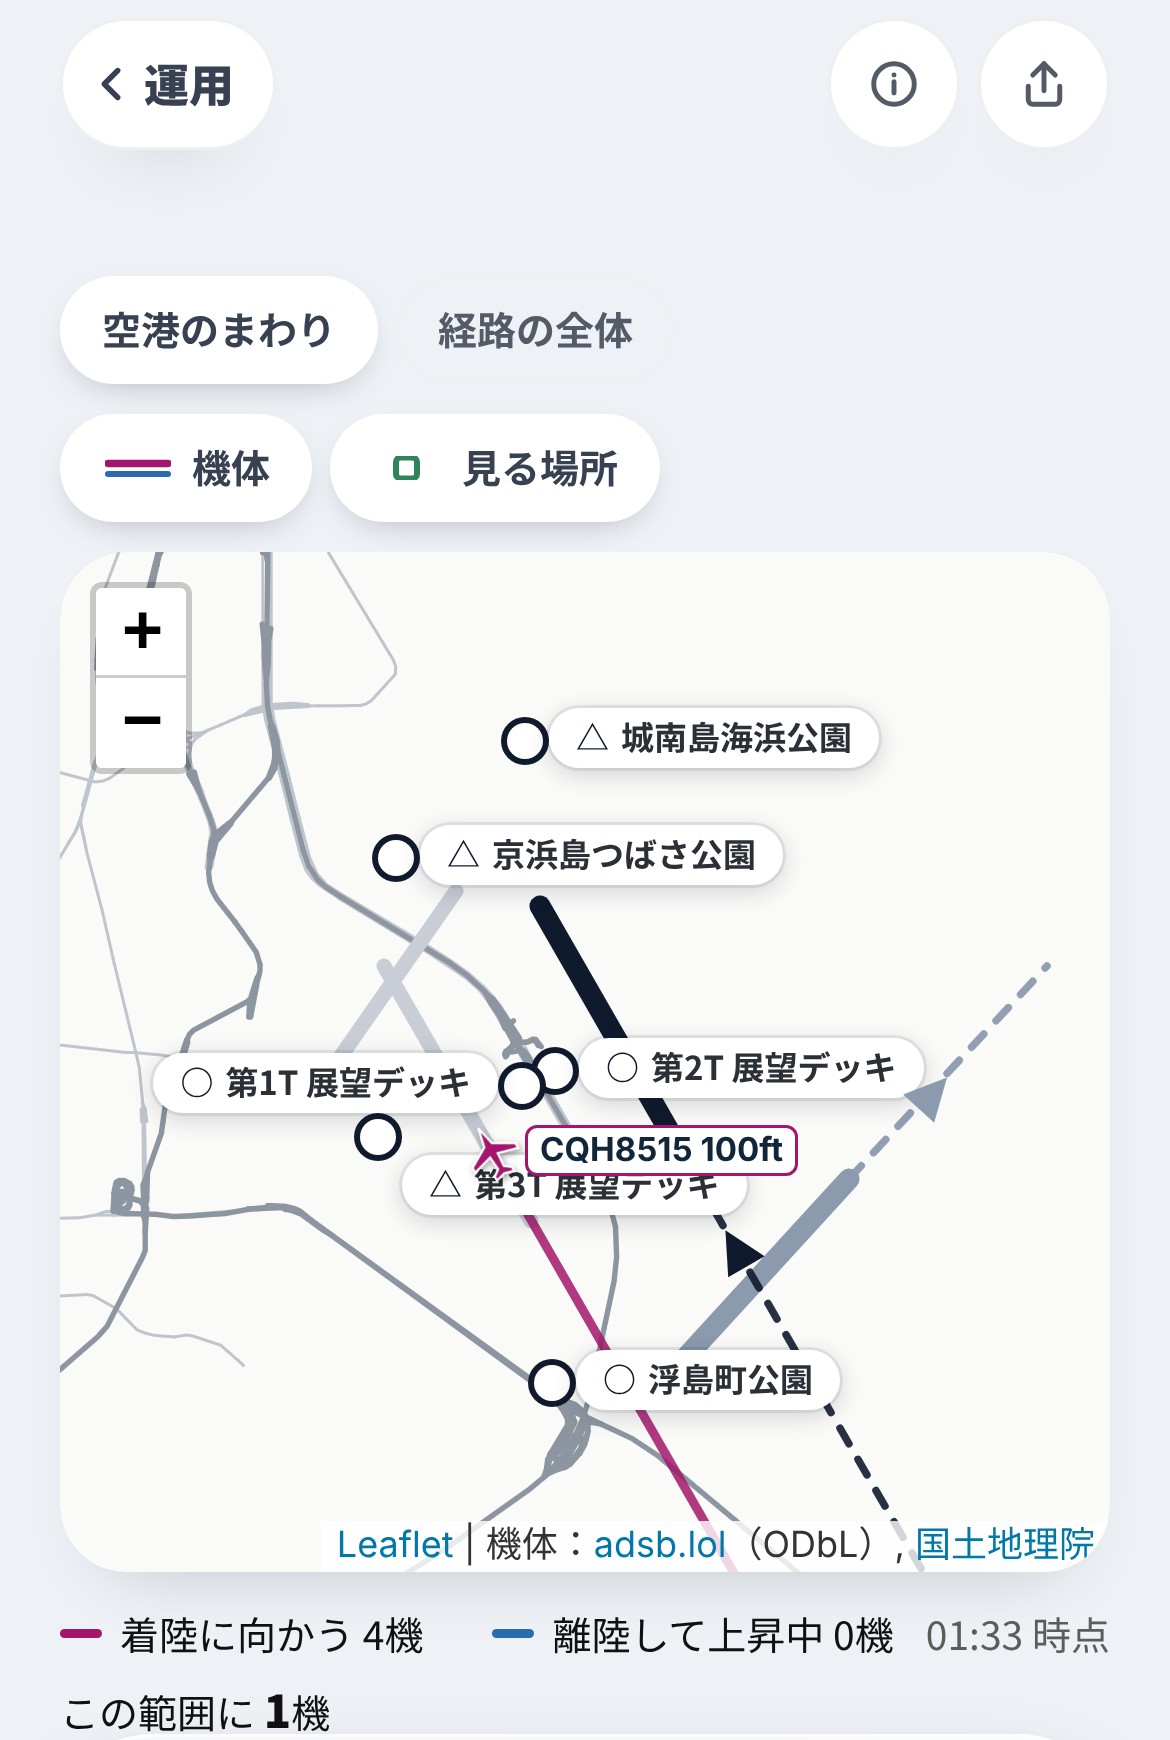 運用
空港のまわり 経路の全体
機体 見る場所
+
−
△ 城南島海浜公園
△ 京浜島つばさ公園
○ 第2T 展望デッキ
○ 第1T 展望デッキ
CQH8515 100ft
△ 第3T 展望デッキ
○ 浮島町公園
Leaflet | 機体：adsb.lol（ODbL）, 国土地理院
着陸に向かう 4機 離陸して上昇中 0機 01:33 時点
この範囲に 1機